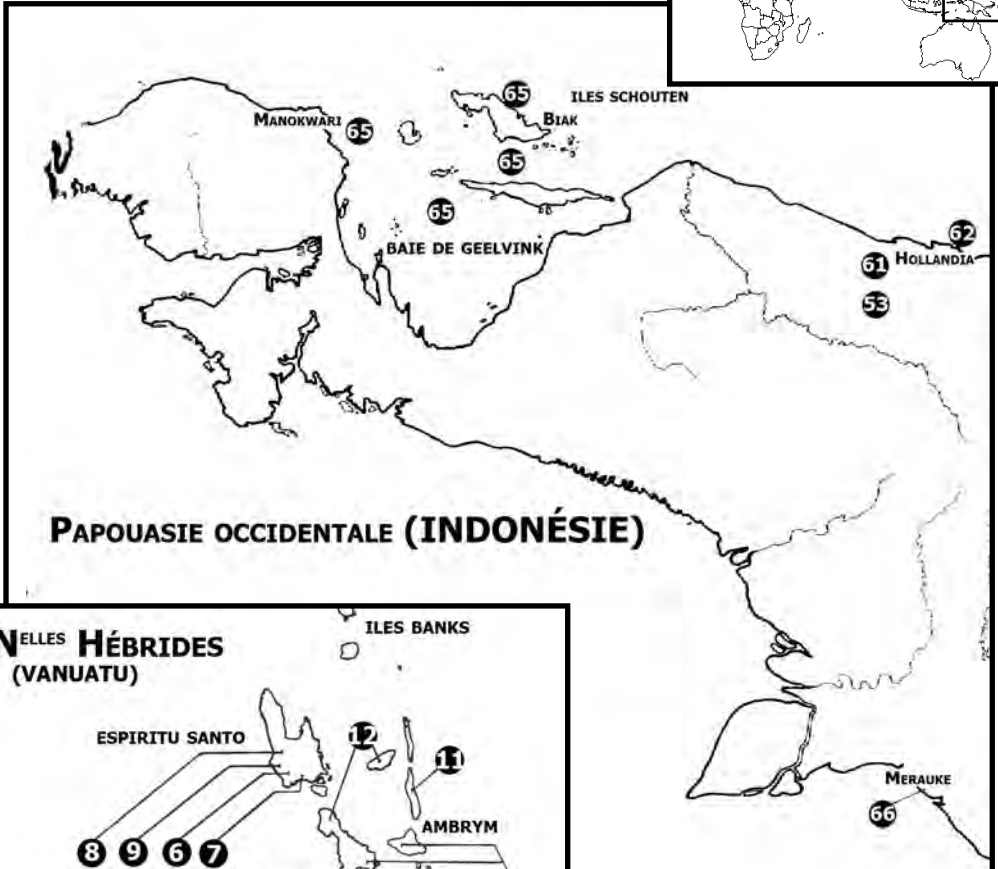 65
ILES SCHOUTEN
MANOKWARI
65
BIAK
65
65
BAIE DE GEELVINK
62
61
HOLLANDIA
53
PAPOUASIE OCCIDENTALE (INDONÉSIE)
NELLES HÉBRIDES
(VANUATU)
ILES BANKS
ESPIRITU SANTO
12
11
AMBRYM
8 9 6 7
MERAUKE
66